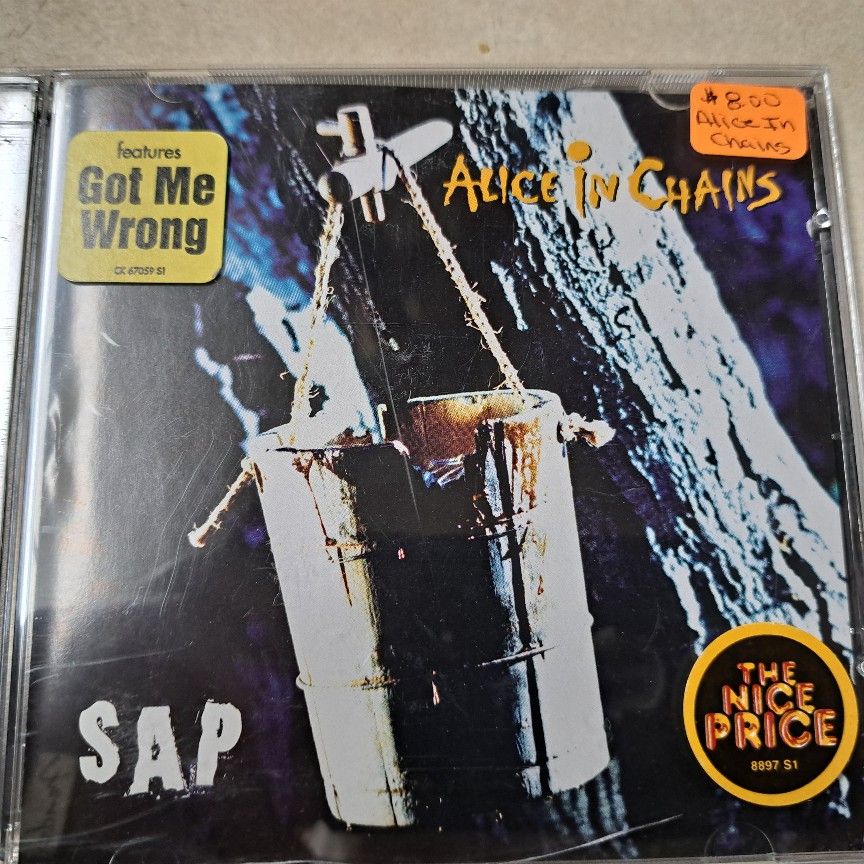 features
Got Me
Wrong
CK 67059 S1
$8.00
Alice In
Chains
ALICE IN CHAINS
SAP
THE
NICE
PRICE
8897 S1